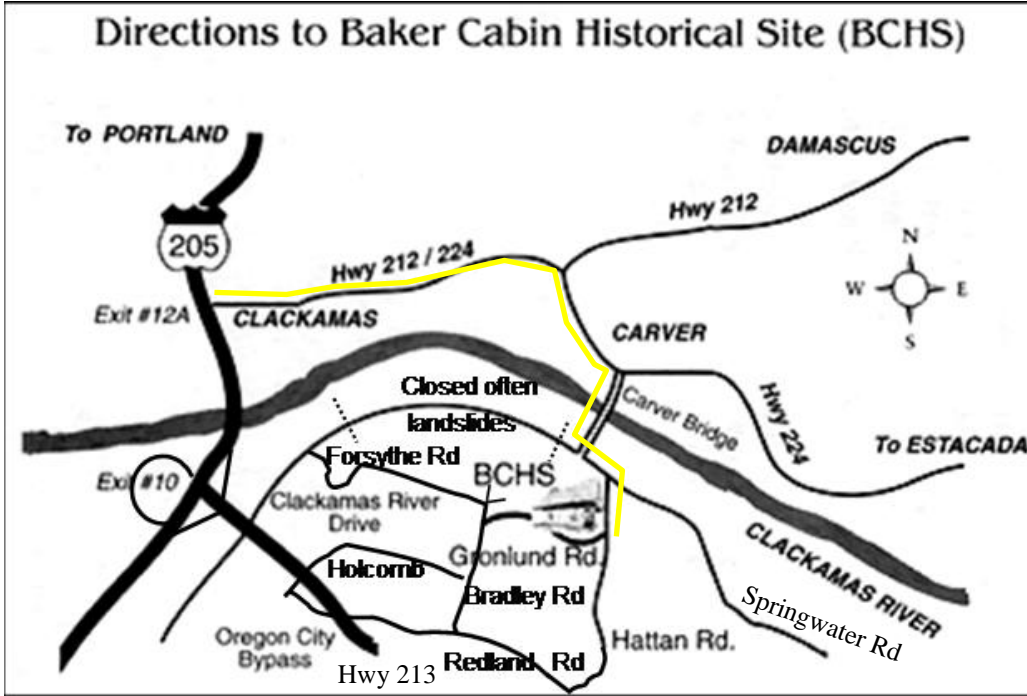 Directions to Baker Cabin Historical Site (BCHS)
To PORTLAND
DAMASCUS
Hwy 212
205
Hwy 212 / 224
N
W E
S
Exit #12A
CLACKAMAS
CARVER
Closed often
landslides
Carver Bridge
Hwy 224
To ESTACADA
Forsythe Rd
BCHS
Exit #10
Clackamas River
Drive
Gronlund Rd.
CLACKAMAS RIVER
Holcomb
Bradley Rd
Springwater Rd
Oregon City
Bypass
Hattan Rd.
Redland Rd
Hwy 213